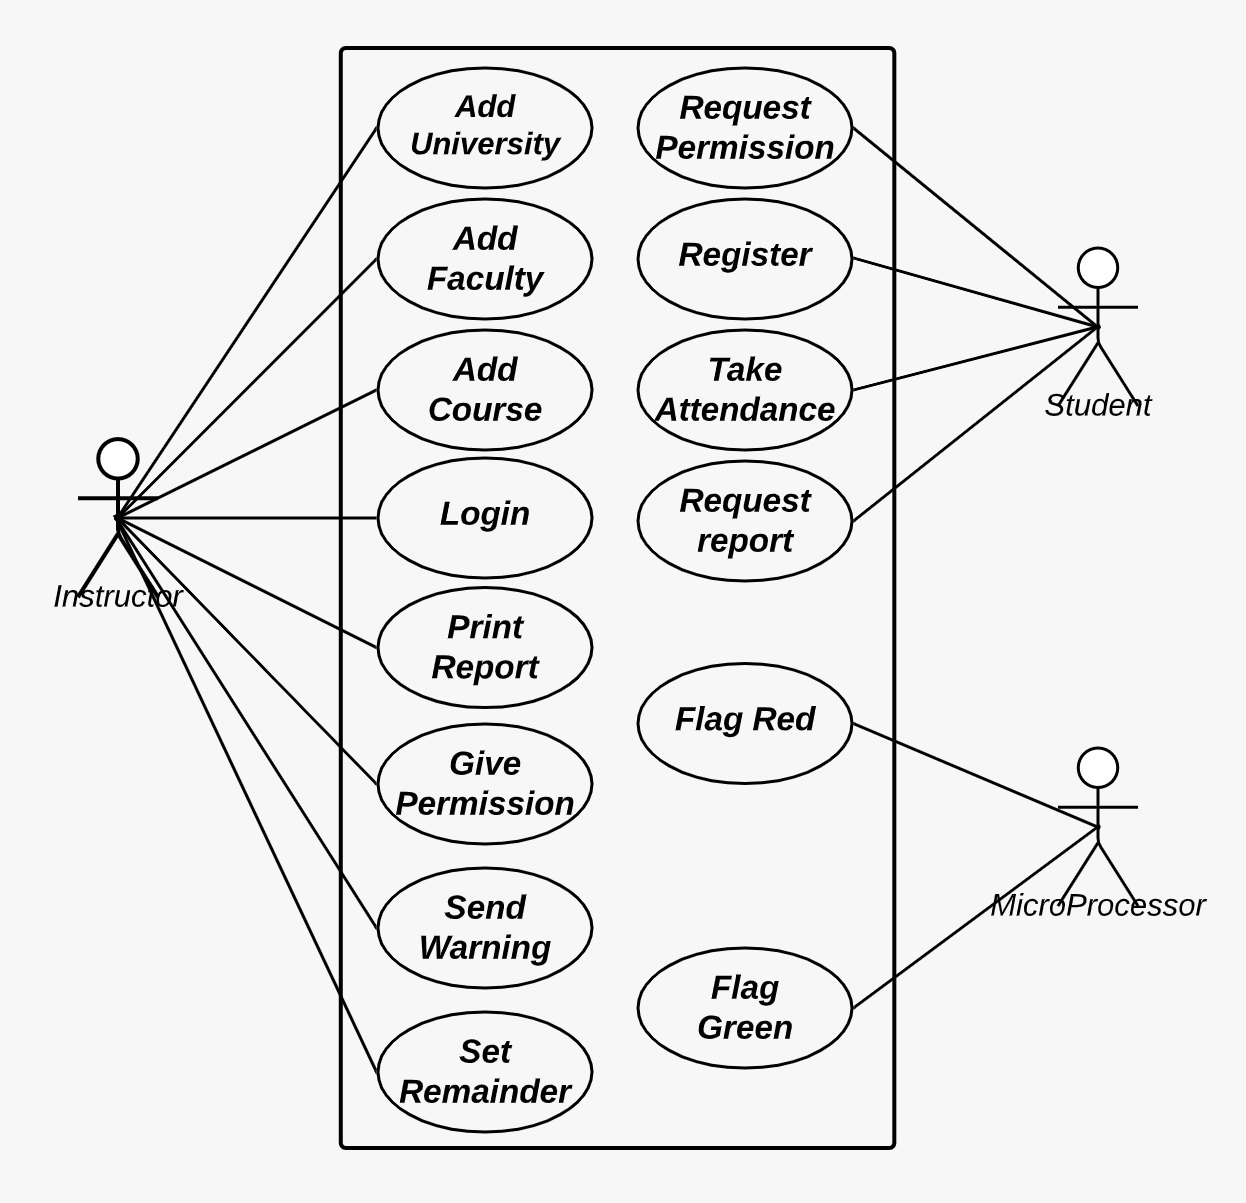 Add
University
Add
Faculty
Add
Course
Login
Print
Report
Give
Permission
Send
Warning
Set
Remainder
Request
Permission
Register
Take
Attendance
Request
report
Flag Red
Flag
Green
Instructor
Student
MicroProcessor